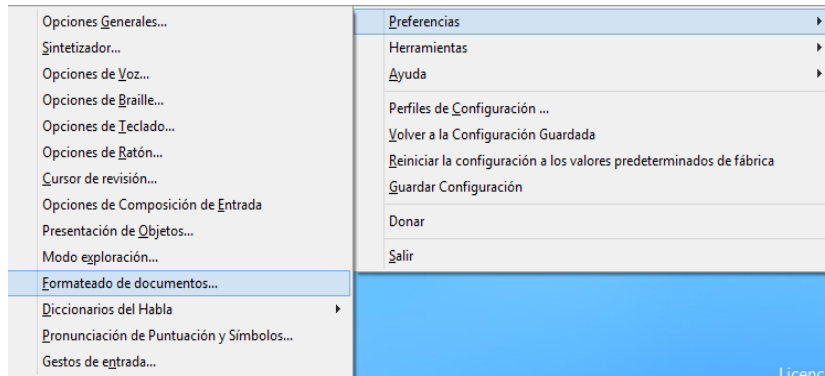 Opciones Generales...
Sintetizador...
Opciones de Voz...
Opciones de Braille...
Opciones de Teclado...
Opciones de Ratón...
Cursor de revisión...
Opciones de Composición de Entrada
Presentación de Objetos...
Modo exploración...
Formateado de documentos...
Diccionarios del Habla
Pronunciación de Puntuación y Símbolos...
Gestos de entrada...
Preferencias
Herramientas
Ayuda
Perfiles de Configuración ...
Volver a la Configuración Guardada
Reiniciar la configuración a los valores predeterminados de fábrica
Guardar Configuración
Donar
Salir
Licenc